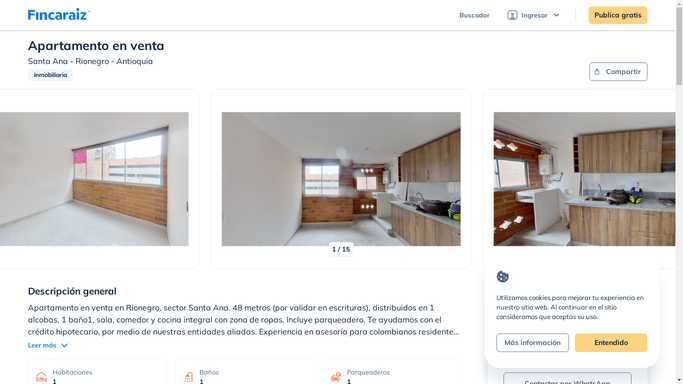 Fincaraiz
Buscador
Ingresar
Publica gratis
Apartamento en venta
Santa Ana - Rionegro - Antioquia
Inmobiliaria
Compartir
1 / 15
Descripción general
Apartamento en venta en Rionegro, sector Santa Ana. 48 metros (por validar en escrituras), distribuidos en 1
alcobas, 1 baño1, sala, comedor y cocina integral con zona de ropas. Incluye parqueadero. Te ayudamos con el
crédito hipotecario, por medio de nuestras entidades aliadas. Experiencia en asesoría para colombianos residente...
Leer más
Habitaciones
1
Baños
1
Parqueaderos
1
Utilizamos cookies para mejorar tu experiencia en
nuestro sitio web. Al continuar en el sitio
consideramos que aceptas su uso.
Más información
Entendido
Contactar por WhatsApp